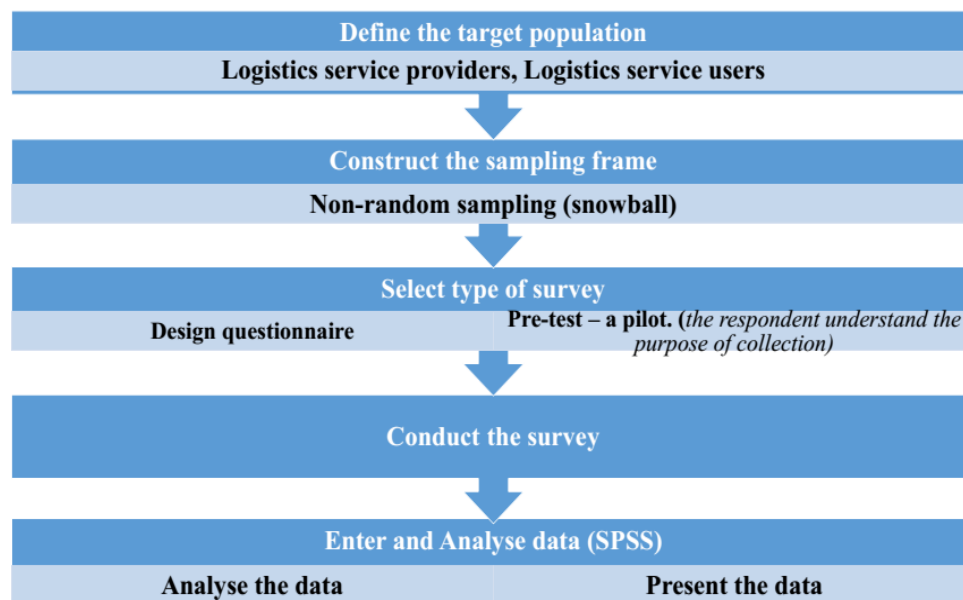 Define the target population
Logistics service providers, Logistics service users
Construct the sampling frame
Non-random sampling (snowball)
Select type of survey
Design questionnaire
Pre-test – a pilot. (the respondent understand the
purpose of collection)
Conduct the survey
Enter and Analyse data (SPSS)
Analyse the data
Present the data